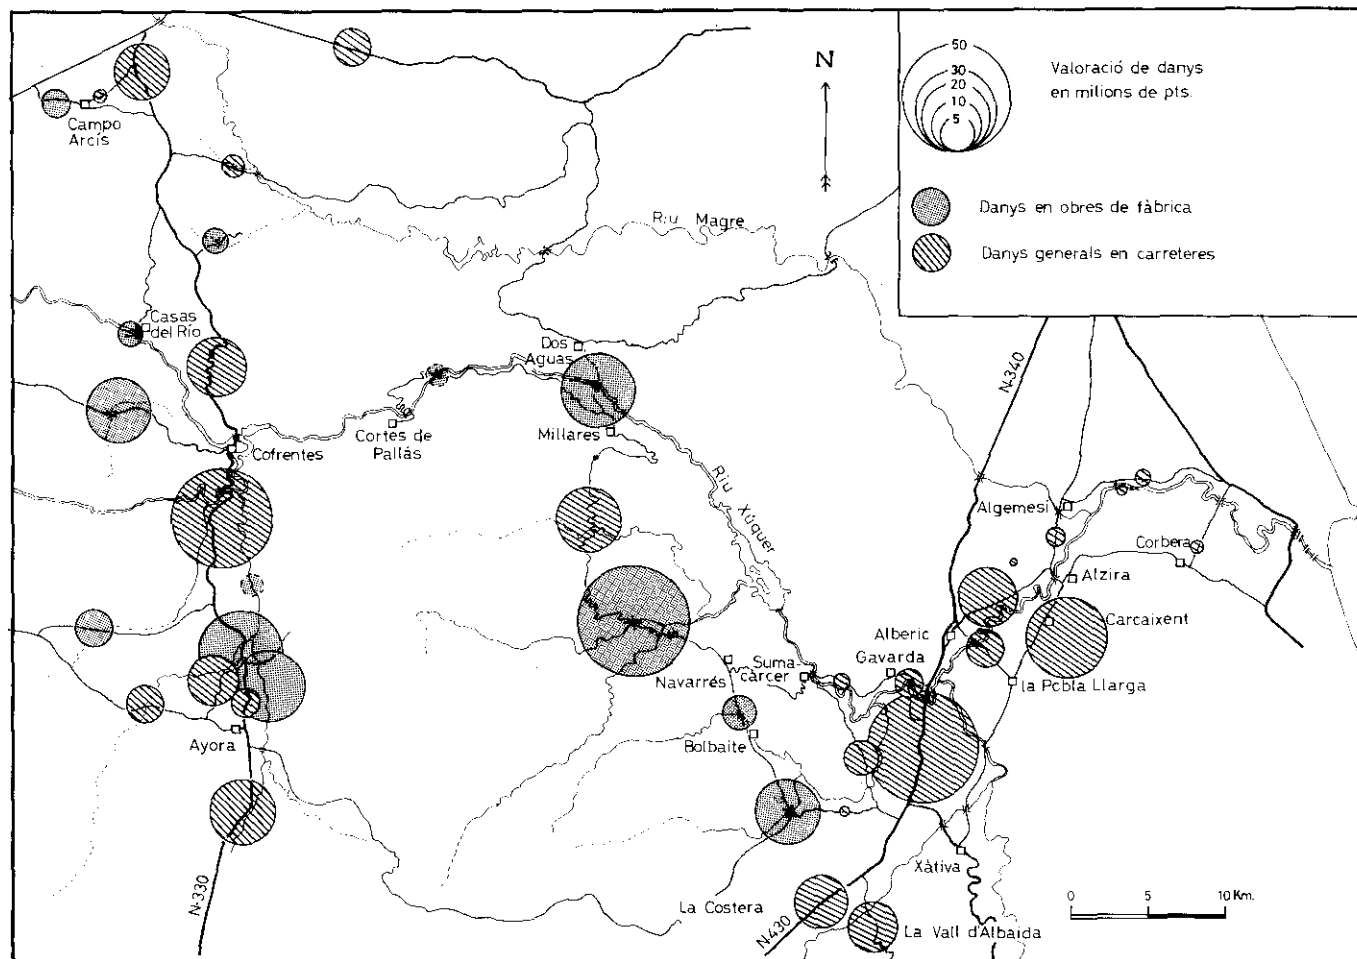 50
30
20
10
5
Valoració de danys
en milions de pts.
Danys en obres de fàbrica
Danys generals en carreteres
N
Campo
Arcís
Riu Magre
Casas
del Río
Dos
Aguas
N-340
Cortes de
Pallás
Millares
Cofrentes
Riu Xúquer
Algemesí
Corbera
Alzira
Carcaixent
Alberic
Gavarda
Suma-
càrcer
Navarrés
la Pobla Llarga
Ayora
Bolbaite
Xàtiva
N-330
La Costera
N-430
La Vall d'Albaida
0 5 10 Km.